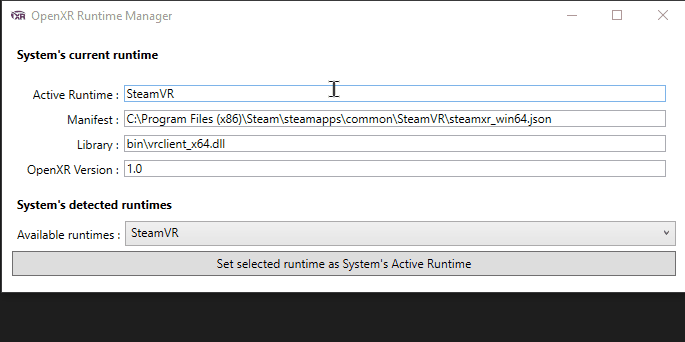 XR OpenXR Runtime Manager
System's current runtime
Active Runtime : SteamVR
Manifest : C:\Program Files (x86)\Steam\steamapps\common\SteamVR\steamxr_win64.json
Library : bin\vrclient_x64.dll
OpenXR Version : 1.0
System's detected runtimes
Available runtimes : SteamVR
Set selected runtime as System's Active Runtime